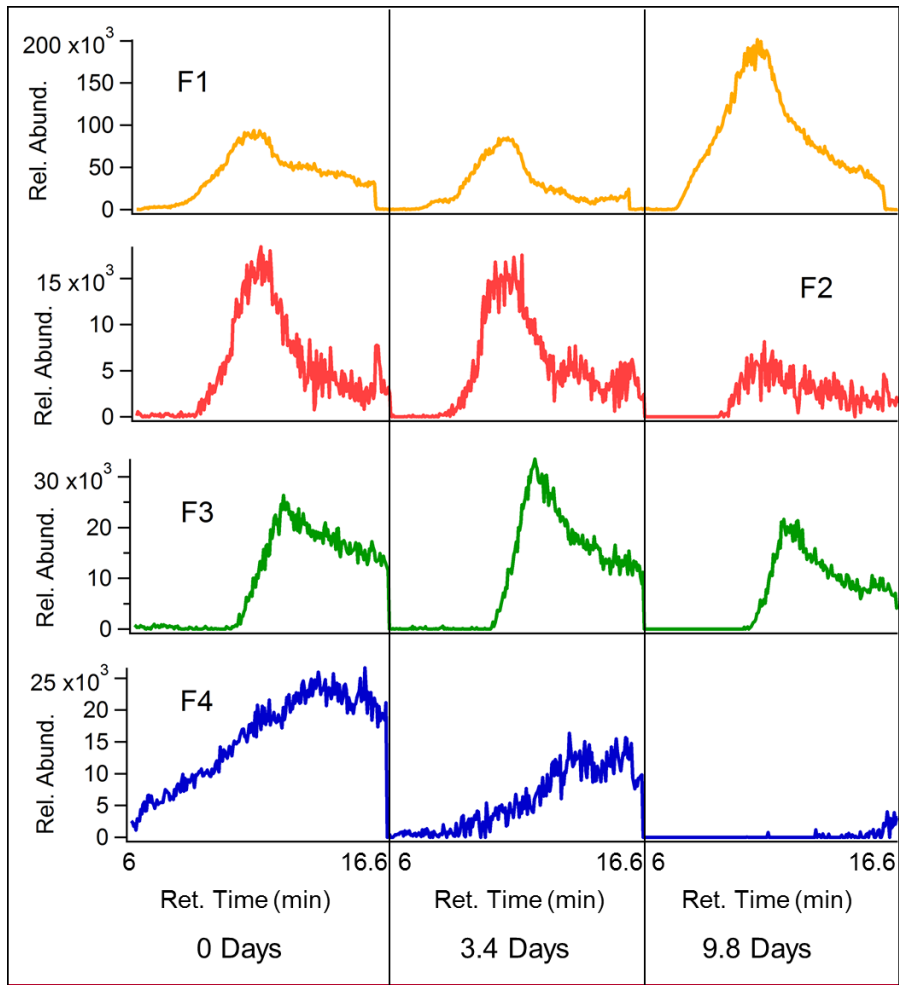 200 x10³
150
100
50
0
Rel. Abund.
F1
15x10³
10
5
0
Rel. Abund.
F2
30 x10³
20
10
0
Rel. Abund.
F3
25 x10³
20
15
10
5
0
Rel. Abund.
F4
6 16.6 6 16.6 6 16.6
Ret. Time (min) Ret. Time (min) Ret. Time (min)
0 Days 3.4 Days 9.8 Days